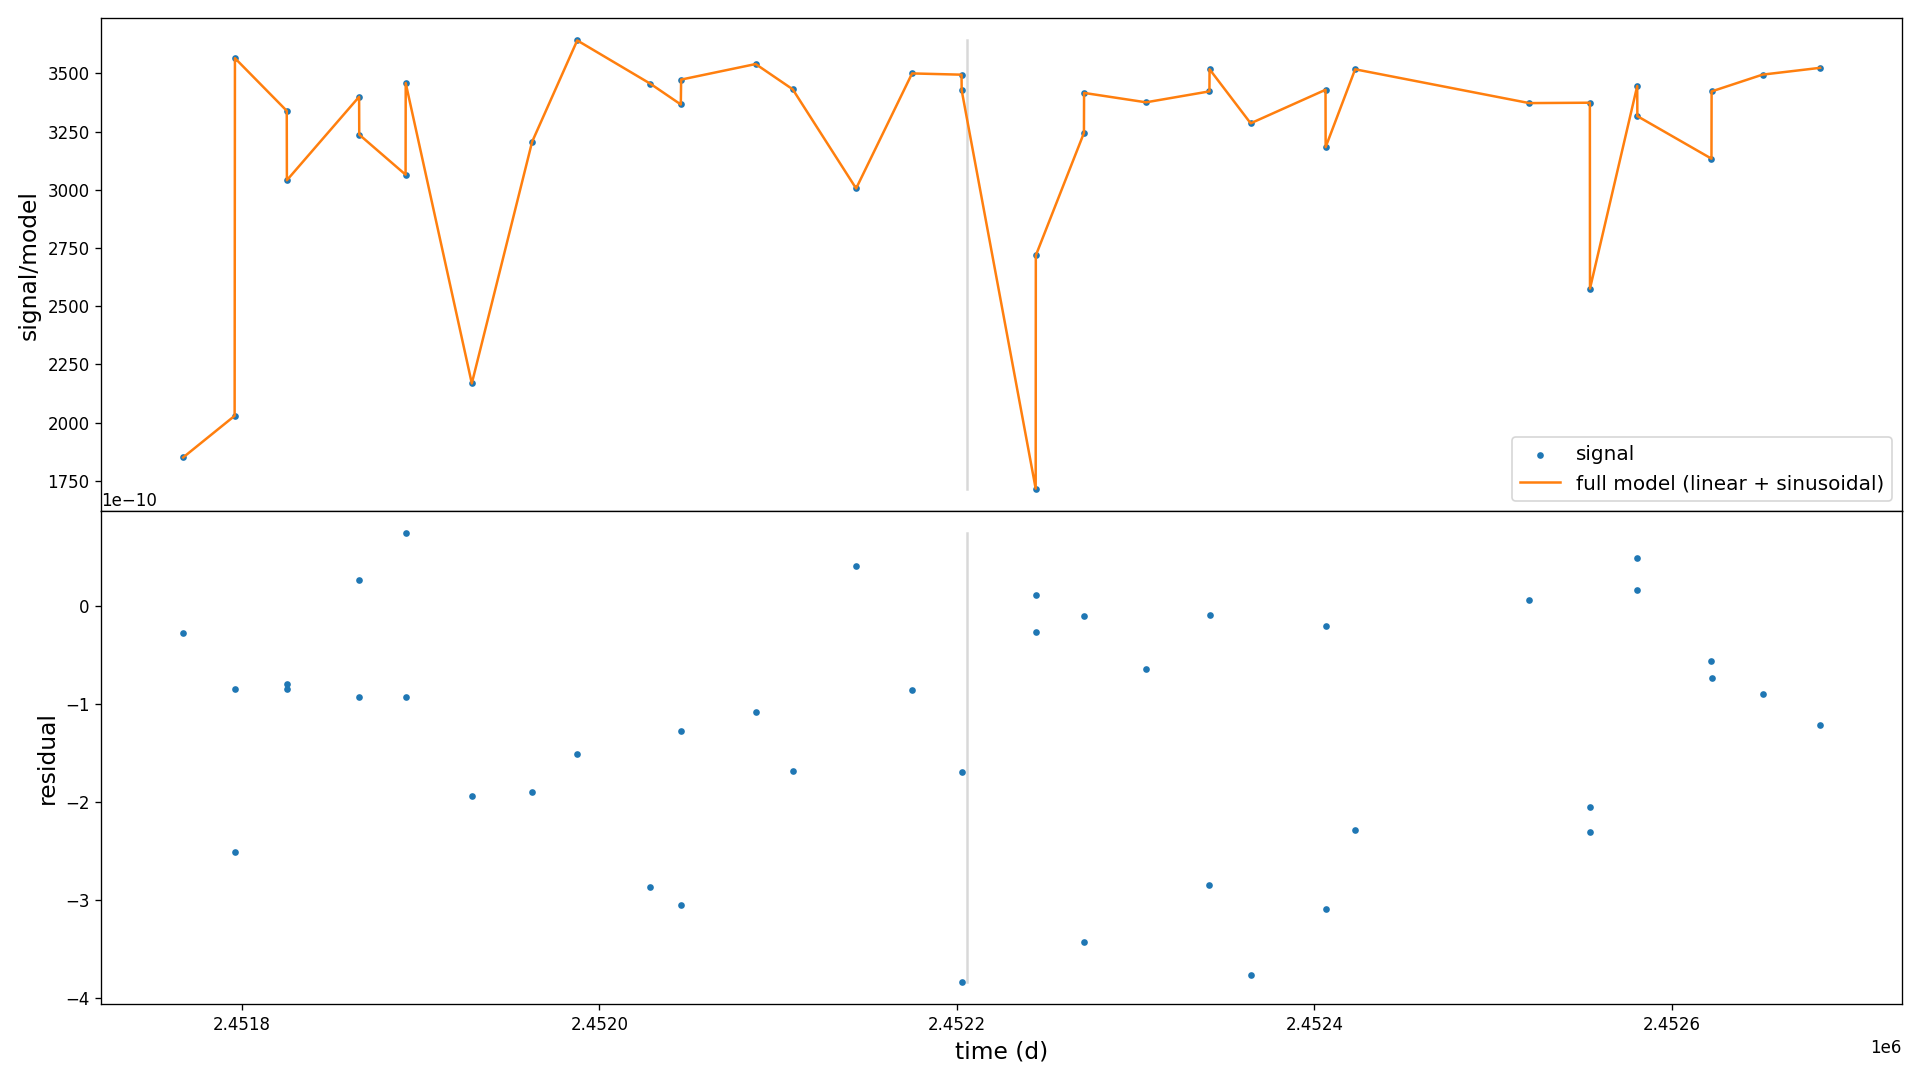 3500
3250
3000
2750
2500
2250
2000
1750
signal/model
signal
full model (linear + sinusoidal)
1e−10
0
−1
−2
−3
−4
residual
2.4518
2.4520
2.4522
2.4524
2.4526
1e6
time (d)